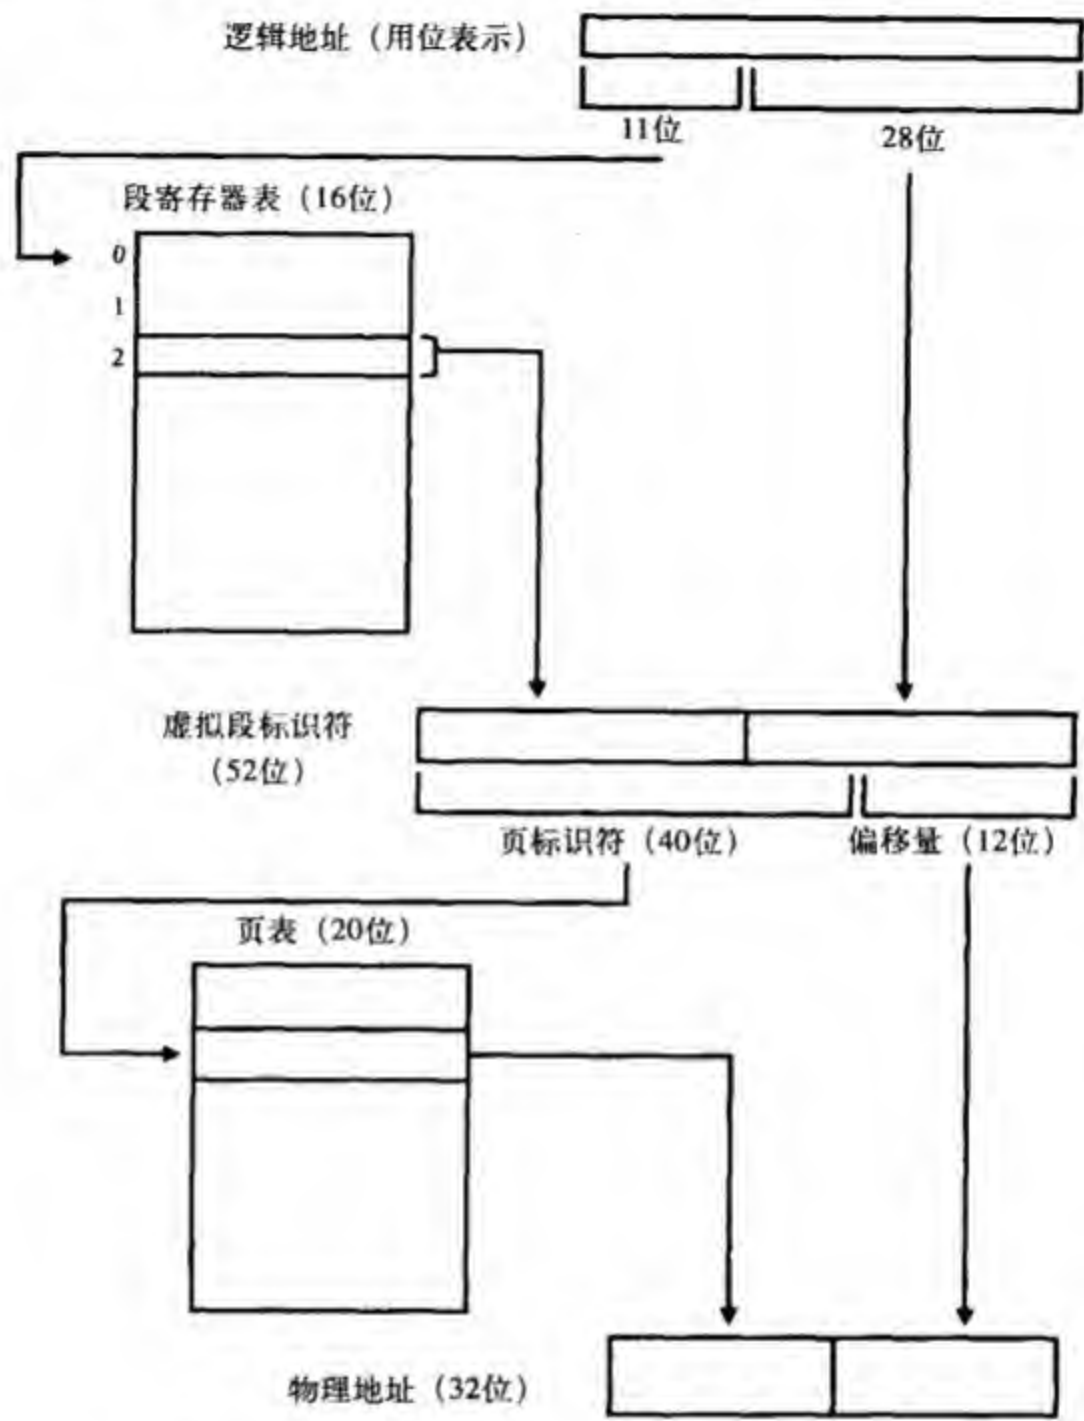 逻辑地址（用位表示）
11位
28位
段寄存器表（16位）
0
1
2
虚拟段标识符
（52位）
页标识符（40位）
偏移量（12位）
页表（20位）
物理地址（32位）